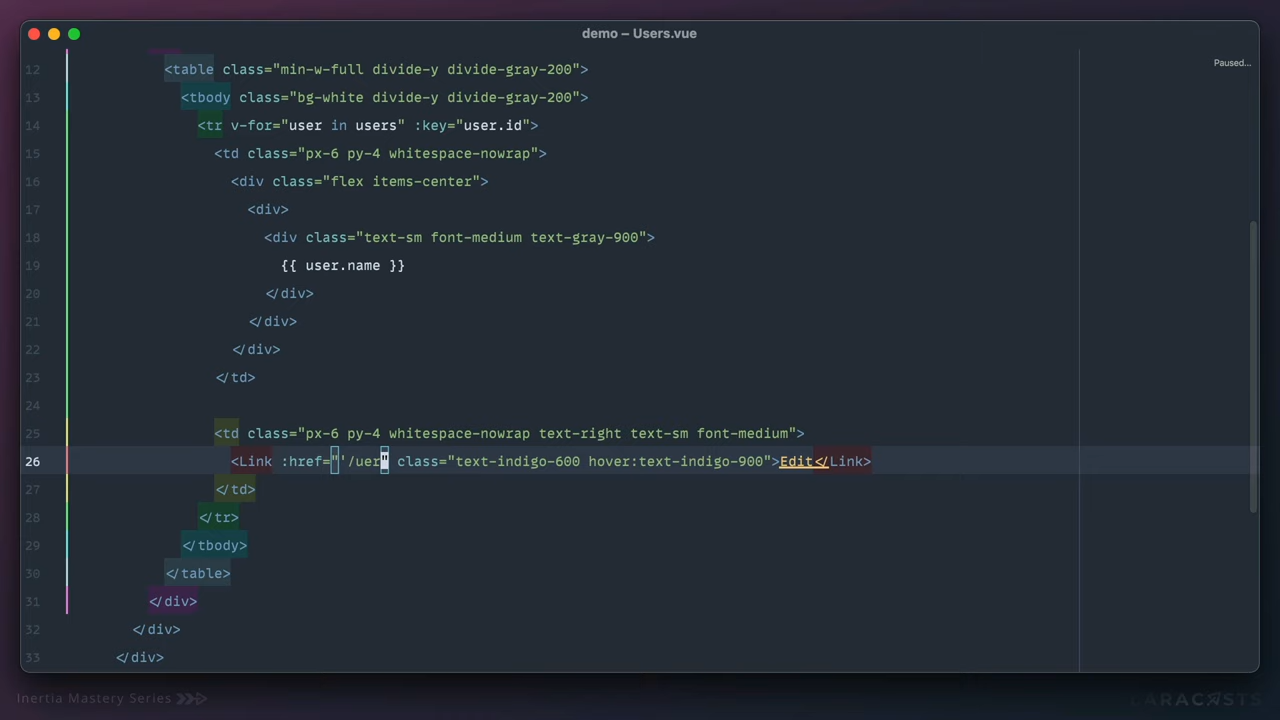 demo – Users.vue
Paused...
12 <table class="min-w-full divide-y divide-gray-200">
13 <tbody class="bg-white divide-y divide-gray-200">
14 <tr v-for="user in users" :key="user.id">
15 <td class="px-6 py-4 whitespace-nowrap">
16 <div class="flex items-center">
17 <div>
18 <div class="text-sm font-medium text-gray-900">
19 {{ user.name }}
20 </div>
21 </div>
22 </div>
23 </td>
24
25 <td class="px-6 py-4 whitespace-nowrap text-right text-sm font-medium">
26 <Link :href="'/uer" class="text-indigo-600 hover:text-indigo-900">Edit</Link>
27 </td>
28 </tr>
29 </tbody>
30 </table>
31 </div>
32 </div>
33 </div>
Inertia Mastery Series
LARACASTS